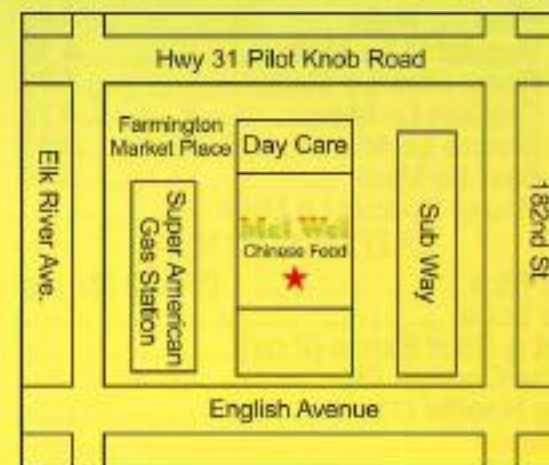 Hwy 31 Pilot Knob Road
Farmington
Market Place
Day Care
Elk River Ave.
Super American
Gas Station
Mei Wei
Chinese Food
Sub Way
182nd St.
English Avenue